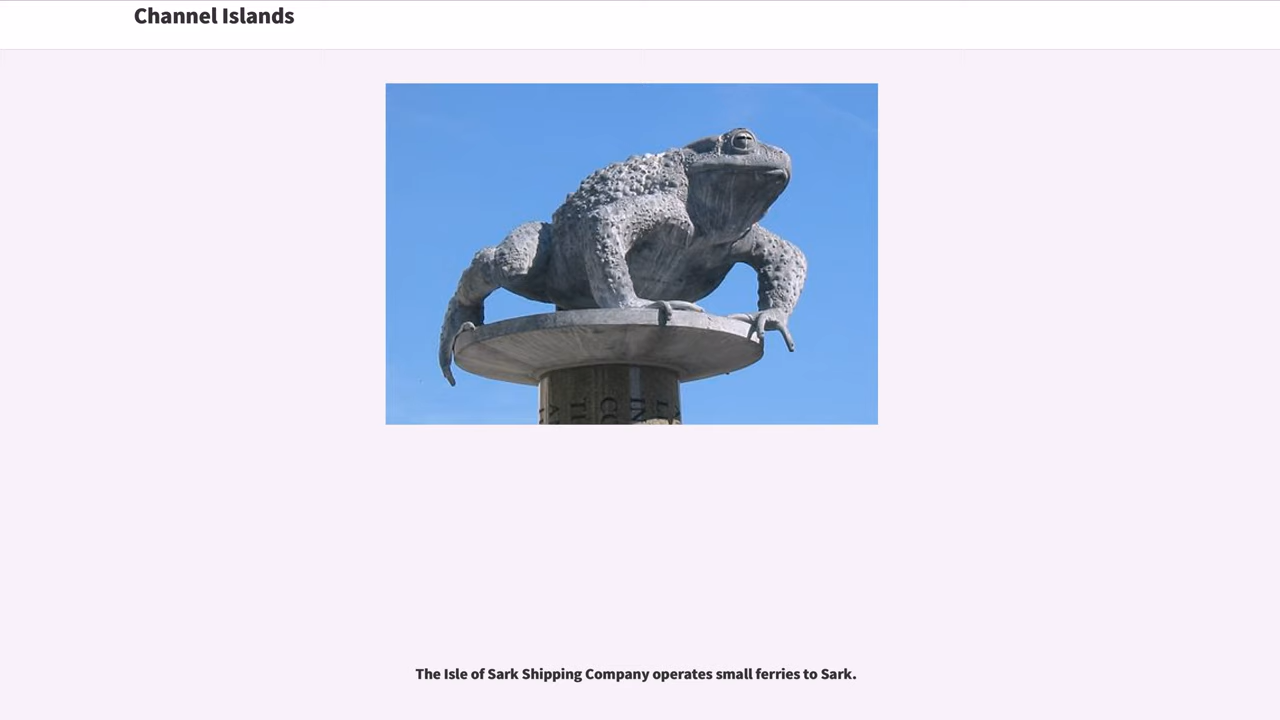 Channel Islands
The Isle of Sark Shipping Company operates small ferries to Sark.